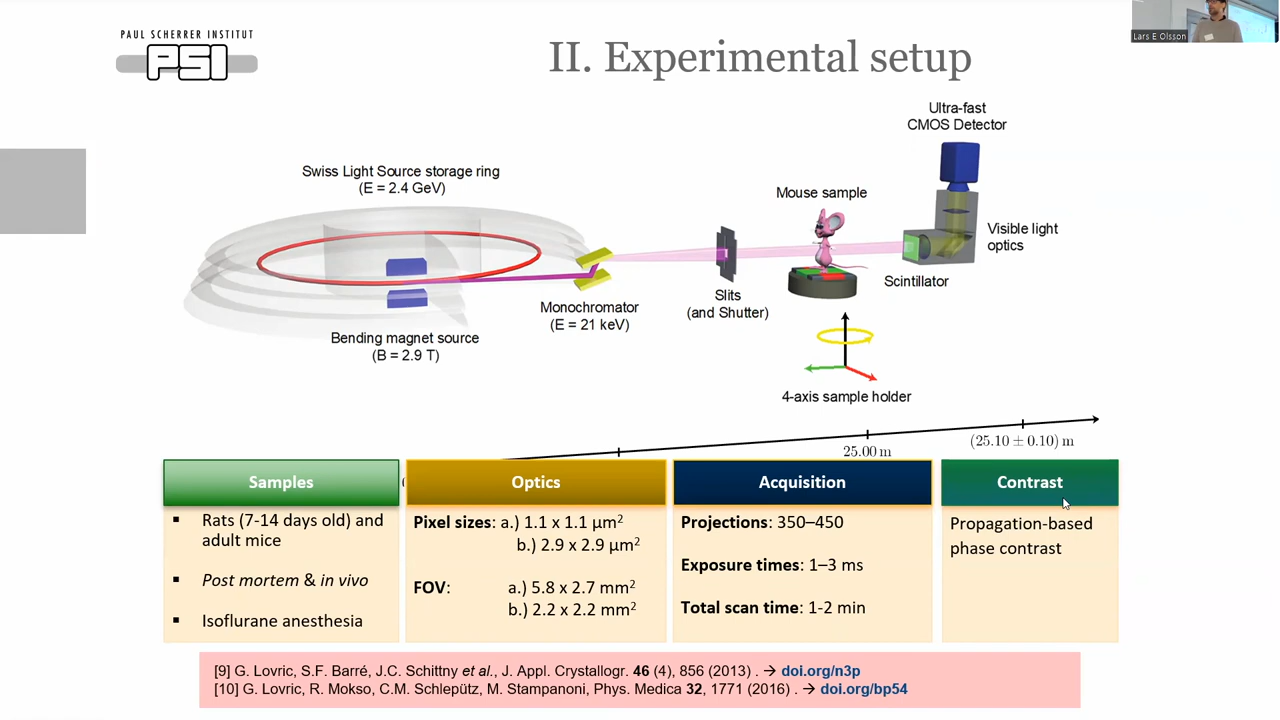 PAUL SCHERRER INSTITUT
PSI
II. Experimental setup
Lars E Olsson
Ultra-fast
CMOS Detector
Swiss Light Source storage ring
(E = 2.4 GeV)
Mouse sample
Visible light
optics
Scintillator
Slits
(and Shutter)
Monochromator
(E = 21 keV)
Bending magnet source
(B = 2.9 T)
4-axis sample holder
25.00 m
(25.10 ± 0.10) m
Samples
▪ Rats (7-14 days old) and
adult mice
▪ Post mortem & in vivo
▪ Isoflurane anesthesia
Optics
Pixel sizes: a.) 1.1 x 1.1 µm²
b.) 2.9 x 2.9 µm²
FOV: a.) 5.8 x 2.7 mm²
b.) 2.2 x 2.2 mm²
Acquisition
Projections: 350–450
Exposure times: 1–3 ms
Total scan time: 1-2 min
Contrast
Propagation-based
phase contrast
[9] G. Lovric, S.F. Barré, J.C. Schittny et al., J. Appl. Crystallogr. 46 (4), 856 (2013) . → doi.org/n3p
[10] G. Lovric, R. Mokso, C.M. Schlepütz, M. Stampanoni, Phys. Medica 32, 1771 (2016) . → doi.org/bp54